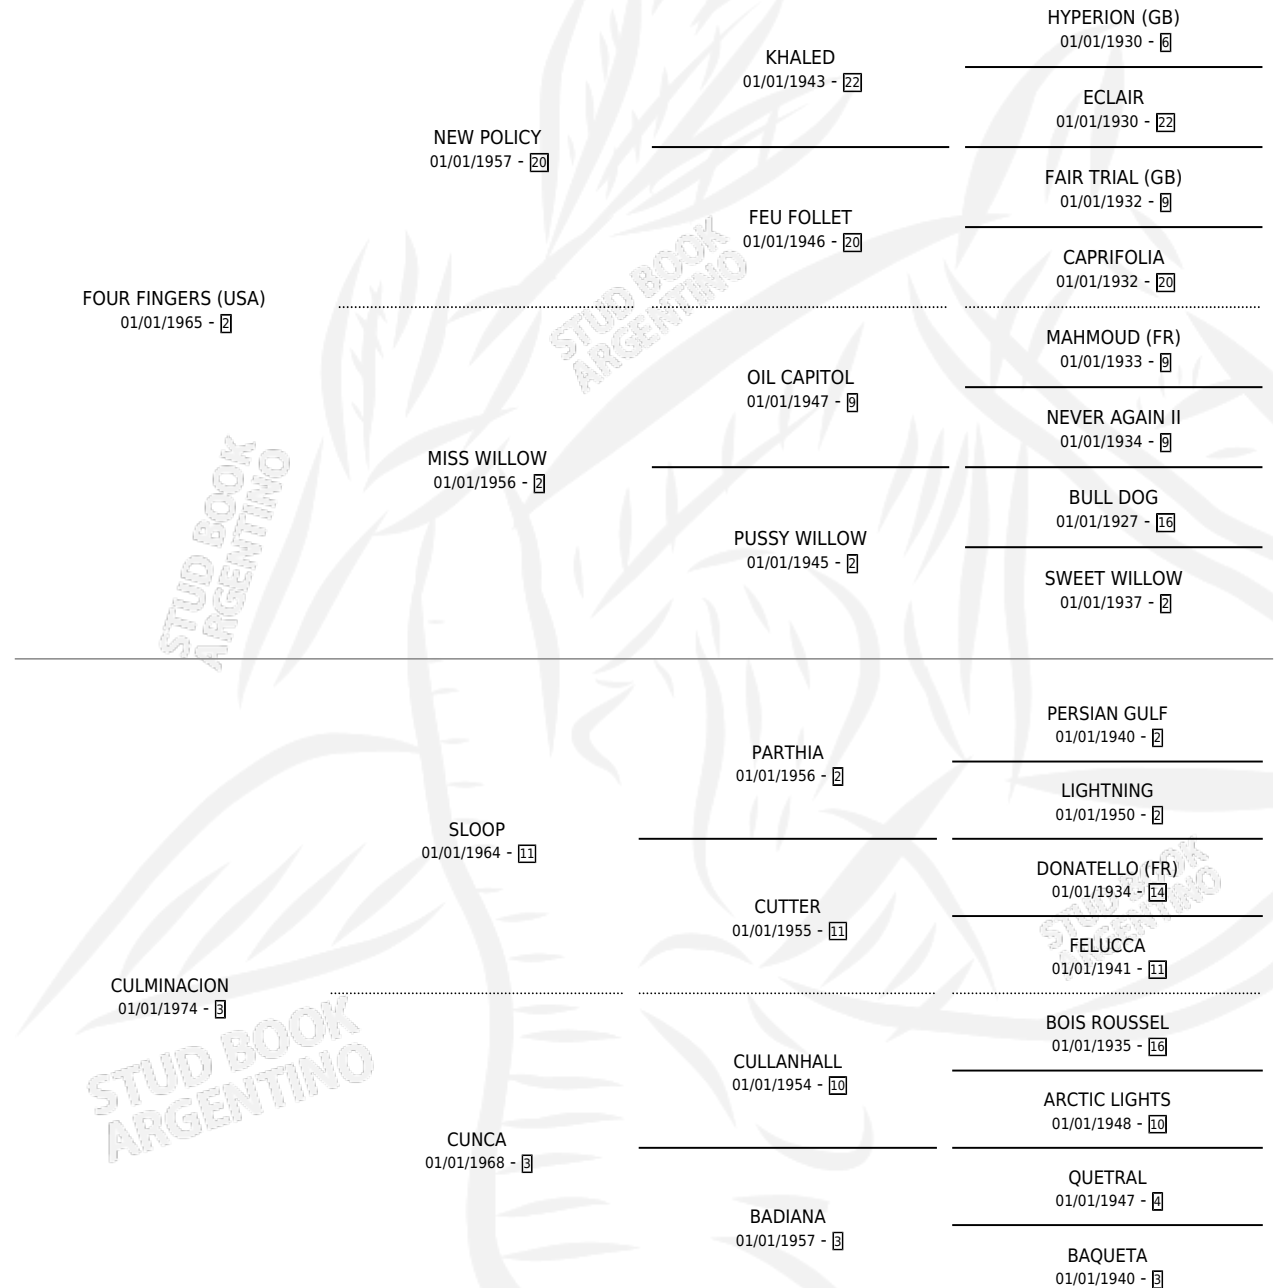 HYPERION (GB)
01/01/1930 - 6
KHALED
01/01/1943 - 22
ECLAIR
01/01/1930 - 22
NEW POLICY
01/01/1957 - 20
FAIR TRIAL (GB)
01/01/1932 - 9
FEU FOLLET
01/01/1946 - 20
CAPRIFOLIA
01/01/1932 - 20
FOUR FINGERS (USA)
01/01/1965 - 2
MAHMOUD (FR)
01/01/1933 - 9
OIL CAPITOL
01/01/1947 - 9
NEVER AGAIN II
01/01/1934 - 9
MISS WILLOW
01/01/1956 - 2
BULL DOG
01/01/1927 - 16
PUSSY WILLOW
01/01/1945 - 2
SWEET WILLOW
01/01/1937 - 2
PERSIAN GULF
01/01/1940 - 2
PARTHIA
01/01/1956 - 2
LIGHTNING
01/01/1950 - 2
SLOOP
01/01/1964 - 11
DONATELLO (FR)
01/01/1934 - 14
CUTTER
01/01/1955 - 11
FELUCCA
01/01/1941 - 11
CULMINACION
01/01/1974 - 3
BOIS ROUSSEL
01/01/1935 - 16
CULLANHALL
01/01/1954 - 10
ARCTIC LIGHTS
01/01/1948 - 10
CUNCA
01/01/1968 - 3
QUETRAL
01/01/1947 - 4
BADIANA
01/01/1957 - 3
BAQUETA
01/01/1940 - 3
STUD BOOK
ARGENTINO
STUD BOOK
ARGENTINO
STUD BOOK
ARGENTINO
STUD BOOK
ARGENTINO